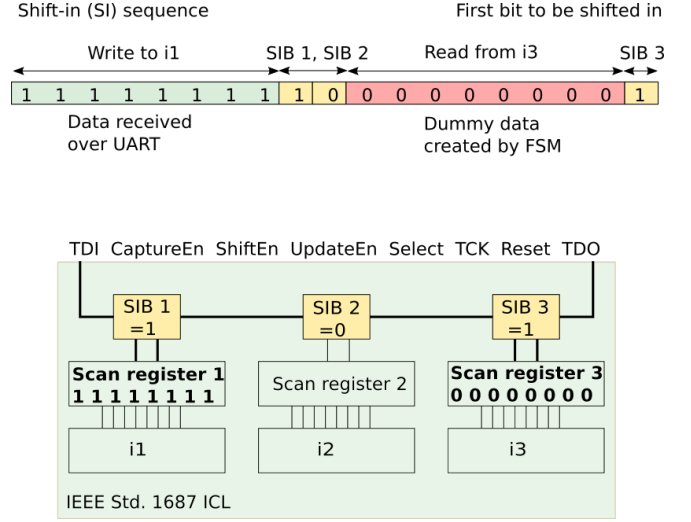 Shift-in (SI) sequence First bit to be shifted in
Write to i1 SIB 1, SIB 2 Read from i3 SIB 3
1 1 1 1 1 1 1 1 1 0 0 0 0 0 0 0 0 0 1
Data received Dummy data
over UART created by FSM
TDI CaptureEn ShiftEn UpdateEn Select TCK Reset TDO
SIB 1 SIB 2 SIB 3
=1 =0 =1
Scan register 1 Scan register 2 Scan register 3
1 1 1 1 1 1 1 1 0 0 0 0 0 0 0 0
i1 i2 i3
IEEE Std. 1687 ICL